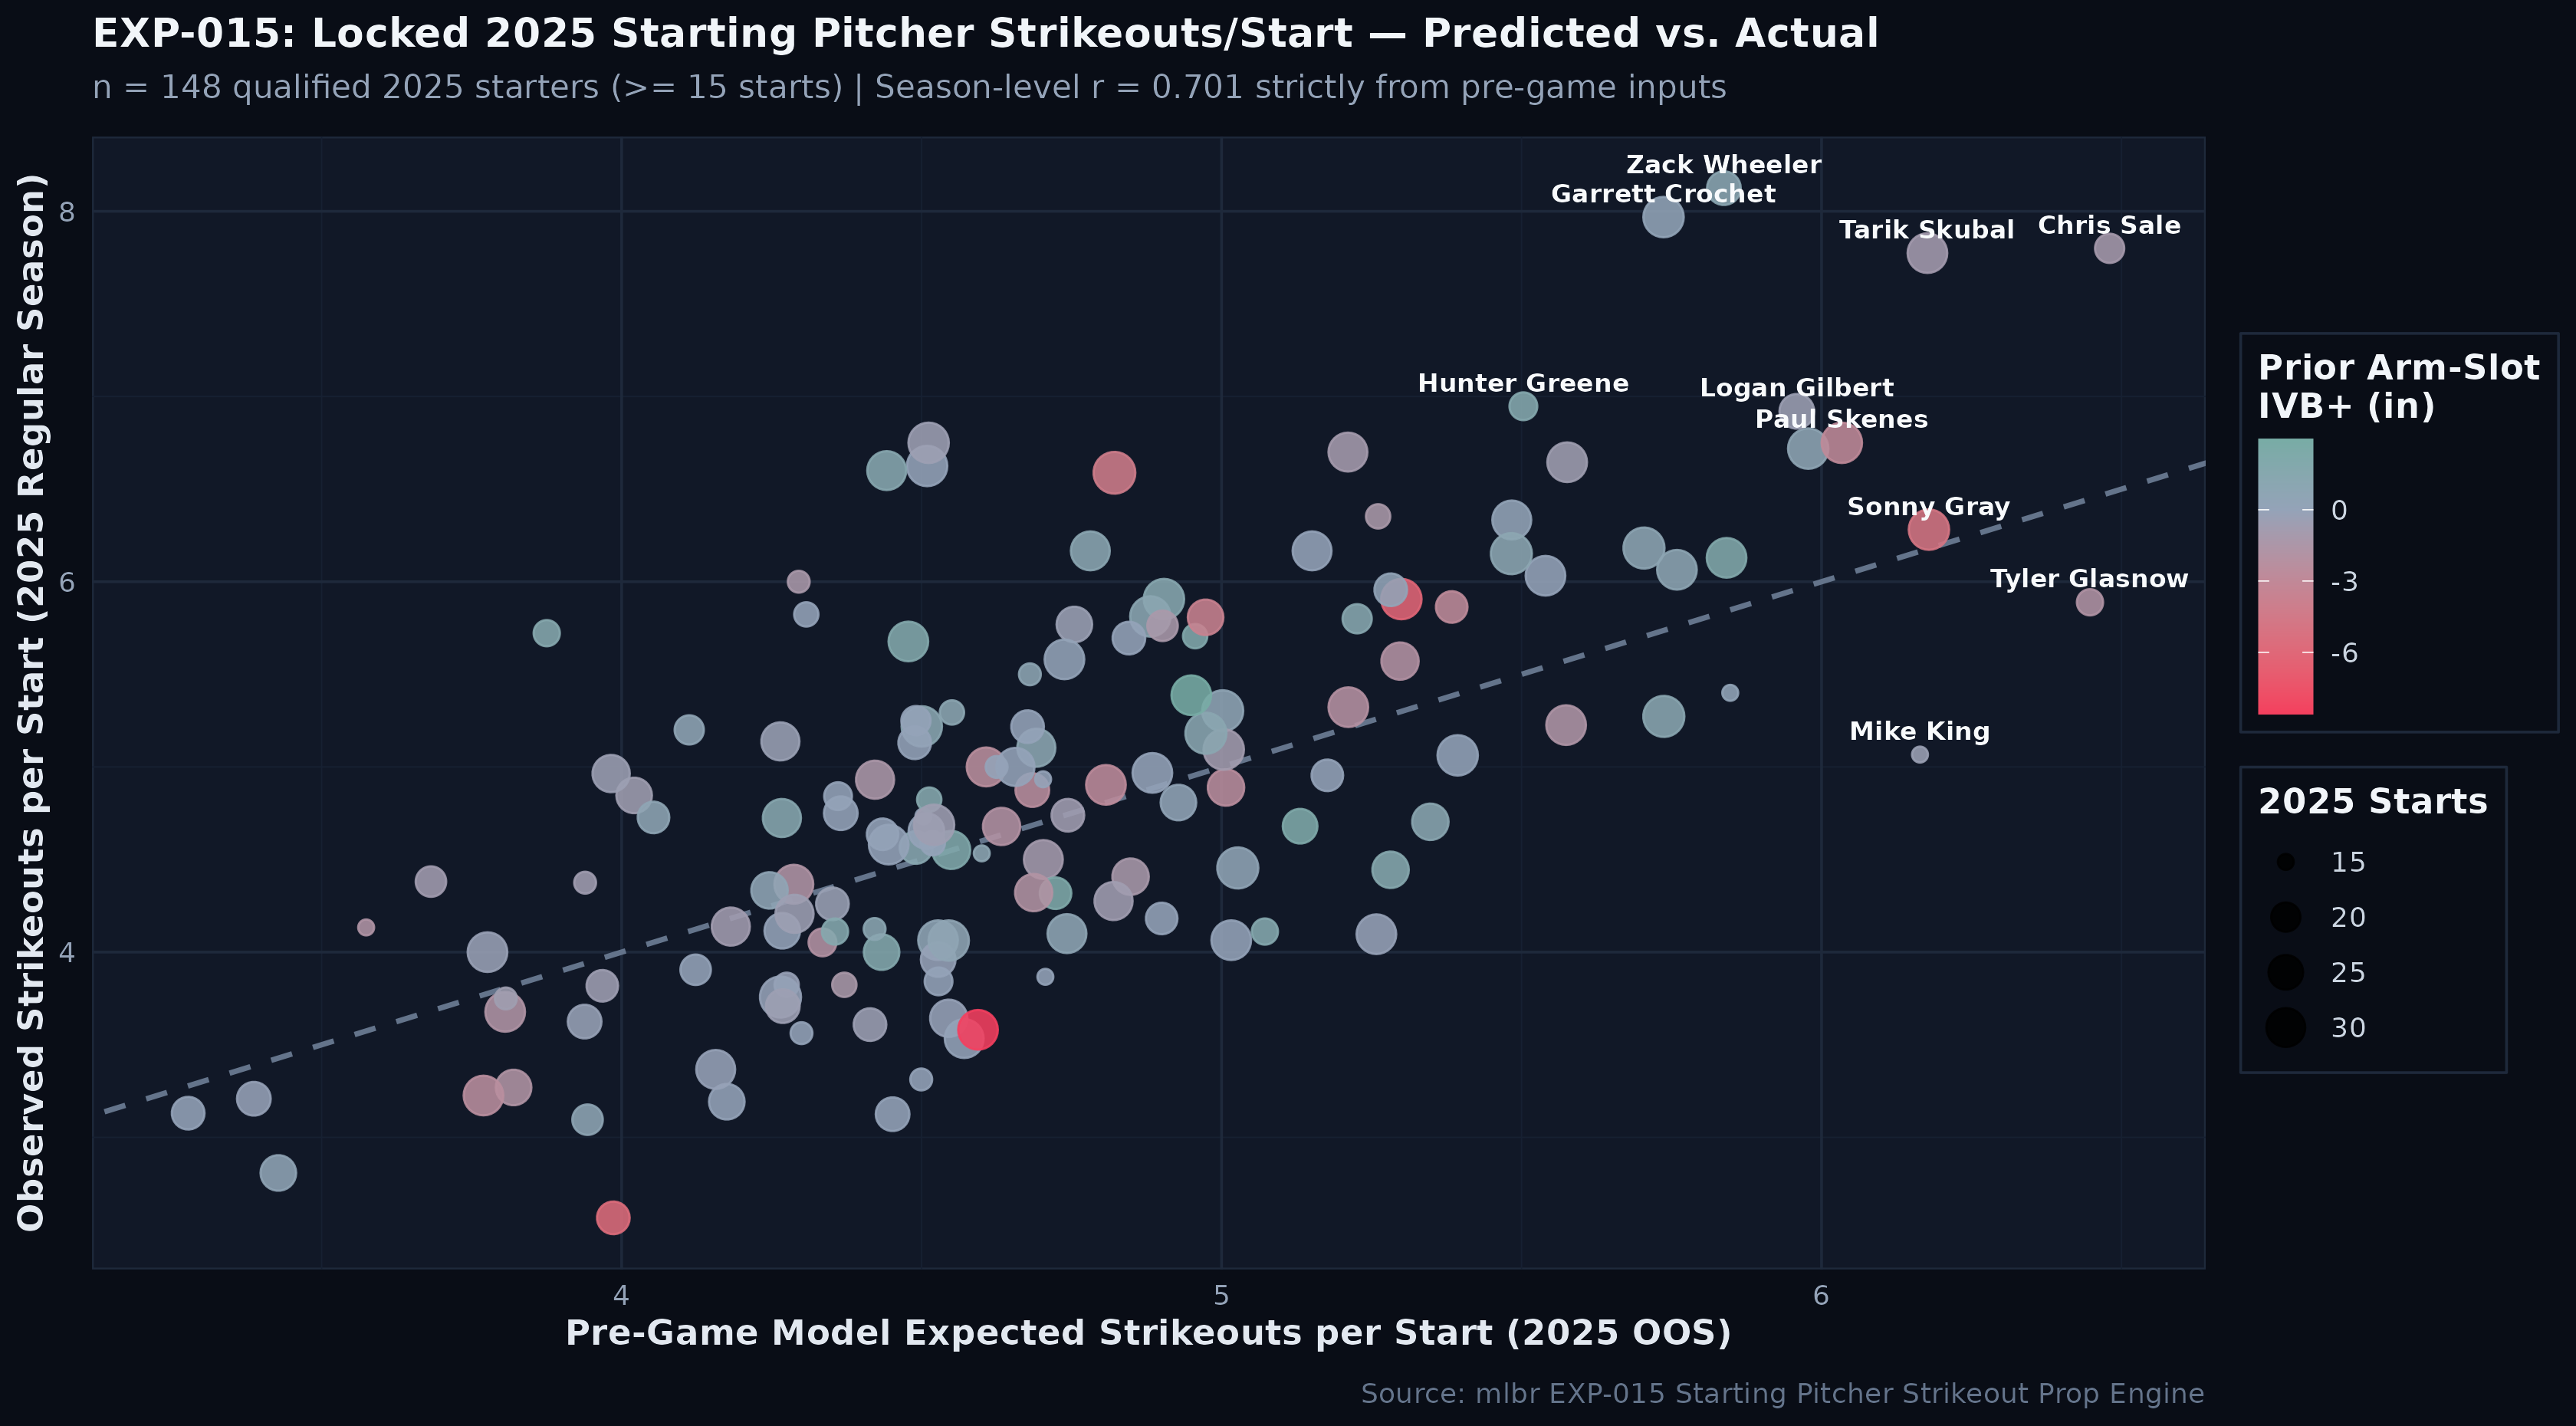 EXP-015: Locked 2025 Starting Pitcher Strikeouts/Start — Predicted vs. Actual
n = 148 qualified 2025 starters (>= 15 starts) | Season-level r = 0.701 strictly from pre-game inputs
Observed Strikeouts per Start (2025 Regular Season)
8
6
4
Zack Wheeler
Garrett Crochet
Tarik Skubal
Chris Sale
Hunter Greene
Logan Gilbert
Paul Skenes
Sonny Gray
Tyler Glasnow
Mike King
4
5
6
Pre-Game Model Expected Strikeouts per Start (2025 OOS)
Prior Arm-Slot
IVB+ (in)
0
-3
-6
2025 Starts
15
20
25
30
Source: mlbr EXP-015 Starting Pitcher Strikeout Prop Engine